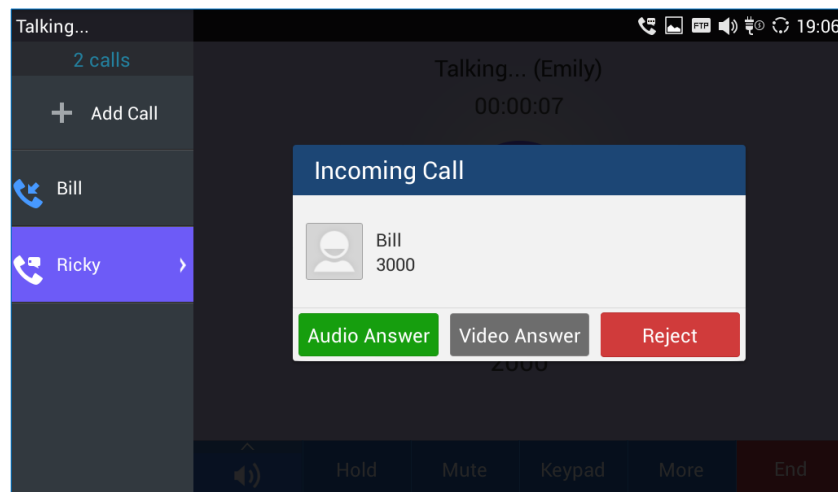 Talking...
FTP
19:06
2 calls
Add Call
Bill
Ricky
Talking... (Emily)
00:00:07
Incoming Call
Bill
3000
Audio Answer
Video Answer
Reject
2000
Hold
Mute
Keypad
More
End